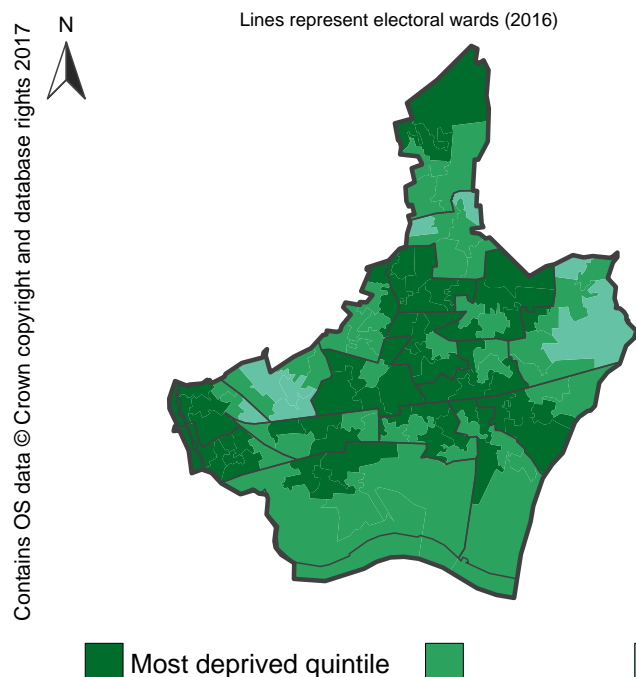 Lines represent electoral wards (2016)
N
Contains OS data © Crown copyright and database rights 2017
Most deprived quintile